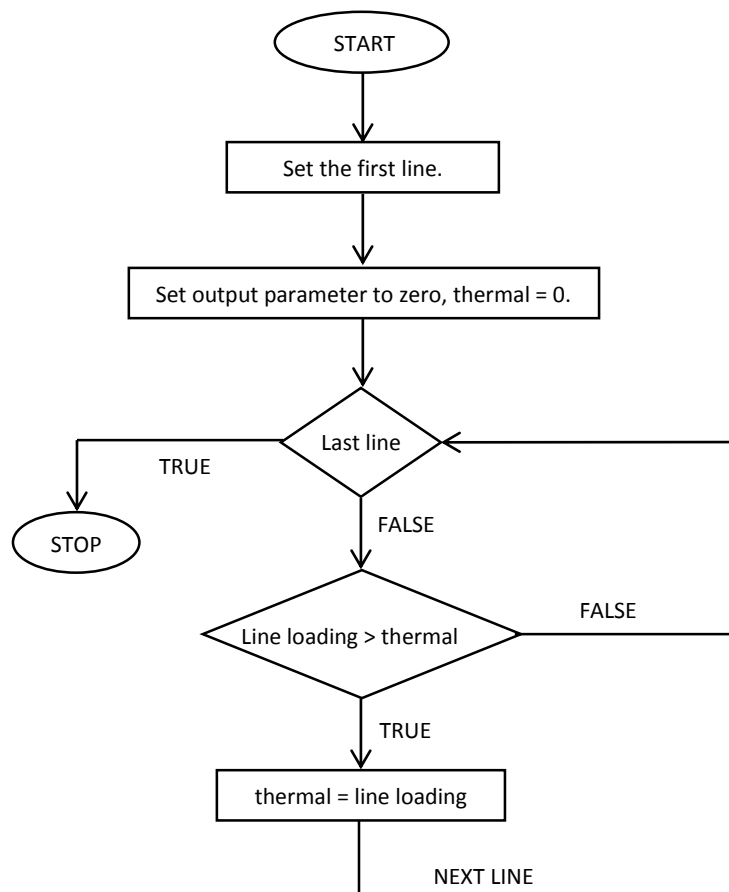 START
Set the first line.
Set output parameter to zero, thermal = 0.
Last line
TRUE
FALSE
STOP
Line loading > thermal
FALSE
TRUE
thermal = line loading
NEXT LINE